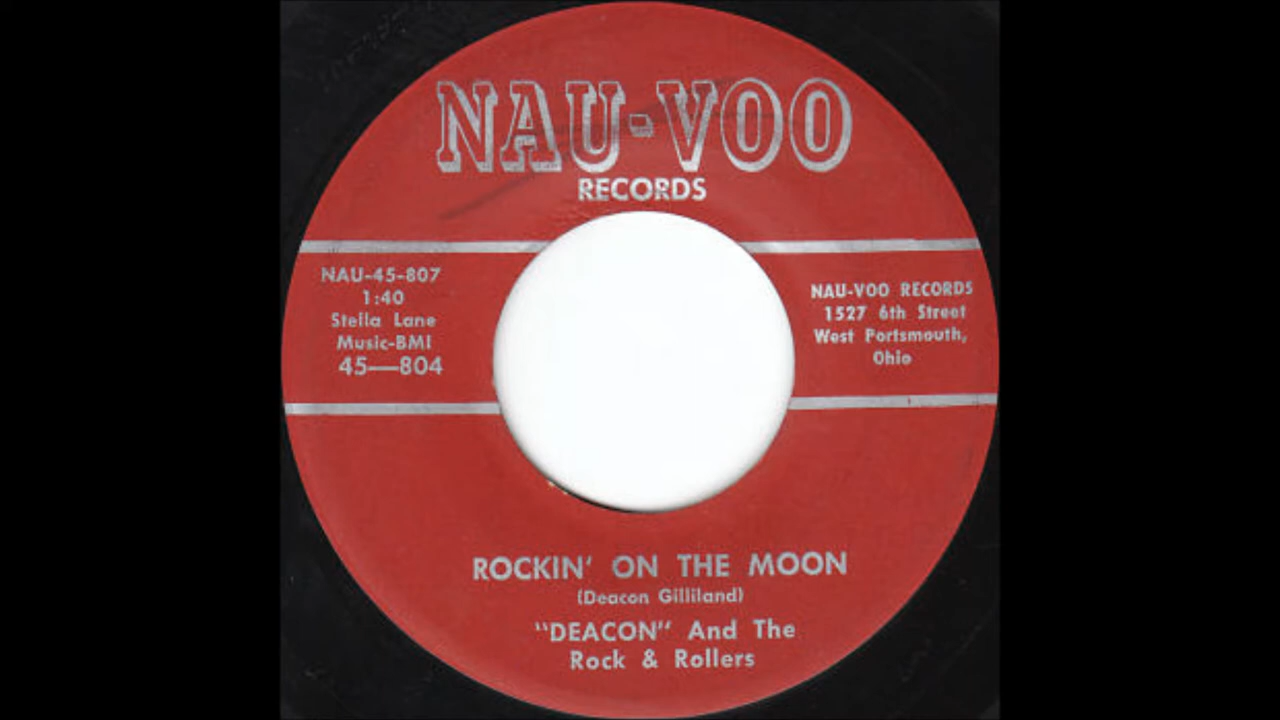 NAU-VOO
RECORDS
NAU-45-807
1:40
Stella Lane
Music-BMI
45—804
NAU-VOO RECORDS
1527 6th Street
West Portsmouth,
Ohio
ROCKIN' ON THE MOON
(Deacon Gilliland)
"DEACON" And The
Rock & Rollers